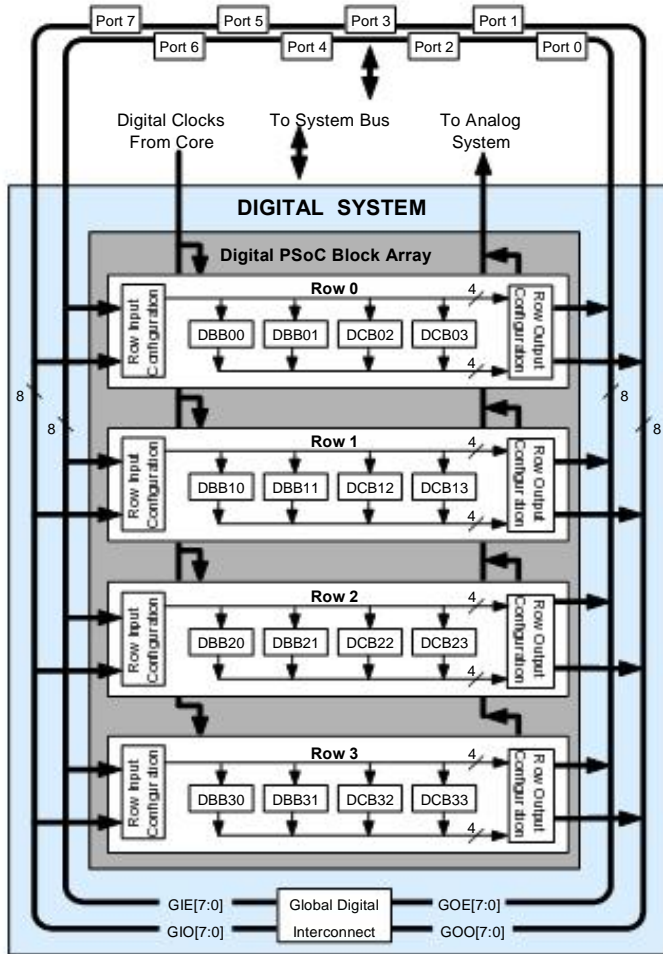 Port 7
Port 5
Port 3
Port 1
Port 6
Port 4
Port 2
Port 0
Digital Clocks
From Core
To System Bus
To Analog
System
DIGITAL SYSTEM
Digital PSoC Block Array
Row Input
Configuration
Row 0
4
DBB00
DBB01
DCB02
DCB03
4
Row Output
Configuration
8
8
8
8
Row Input
Configuration
Row 1
4
DBB10
DBB11
DCB12
DCB13
4
Row Output
Configuration
Row Input
Configuration
Row 2
4
DBB20
DBB21
DCB22
DCB23
4
Row Output
Configuration
Row Input
Configuration
Row 3
4
DBB30
DBB31
DCB32
DCB33
4
Row Output
Configuration
GIE[7:0]
Global Digital
GOE[7:0]
GIO[7:0]
Interconnect
GOO[7:0]